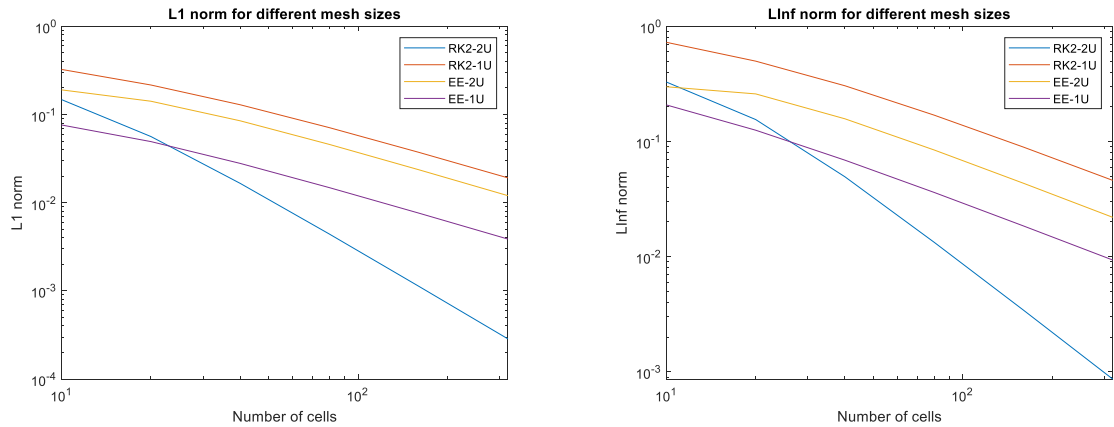 L1 norm for different mesh sizes
10^0
10^-1
10^-2
10^-3
10^-4
L1 norm
10^1
10^2
Number of cells
RK2-2U
RK2-1U
EE-2U
EE-1U
LInf norm for different mesh sizes
10^0
10^-1
10^-2
10^-3
LInf norm
10^1
10^2
Number of cells
RK2-2U
RK2-1U
EE-2U
EE-1U